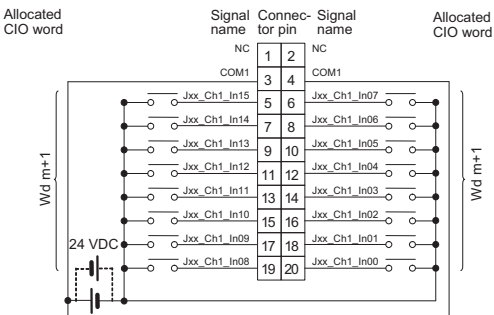 Allocated CIO word
Signal name
Connec- tor pin
Signal name
Allocated CIO word
NC 1 2 NC
COM1 3 4 COM1
Jxx_Ch1_In15 5 6 Jxx_Ch1_In07
Jxx_Ch1_In14 7 8 Jxx_Ch1_In06
Jxx_Ch1_In13 9 10 Jxx_Ch1_In05
Jxx_Ch1_In12 11 12 Jxx_Ch1_In04
Jxx_Ch1_In11 13 14 Jxx_Ch1_In03
Jxx_Ch1_In10 15 16 Jxx_Ch1_In02
Jxx_Ch1_In09 17 18 Jxx_Ch1_In01
Jxx_Ch1_In08 19 20 Jxx_Ch1_In00
Wd m+1
Wd m+1
24 VDC